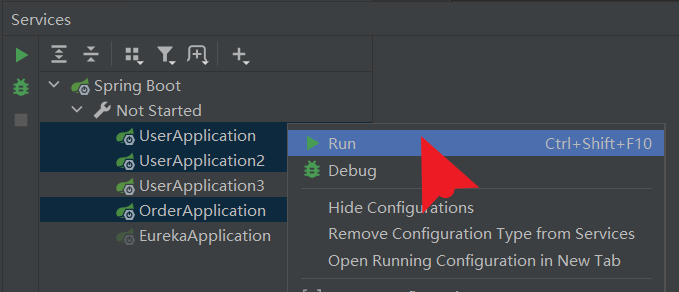 Services
Spring Boot
Not Started
UserApplication
UserApplication2
UserApplication3
OrderApplication
EurekaApplication
Run Ctrl+Shift+F10
Debug
Hide Configurations
Remove Configuration Type from Services
Open Running Configuration in New Tab